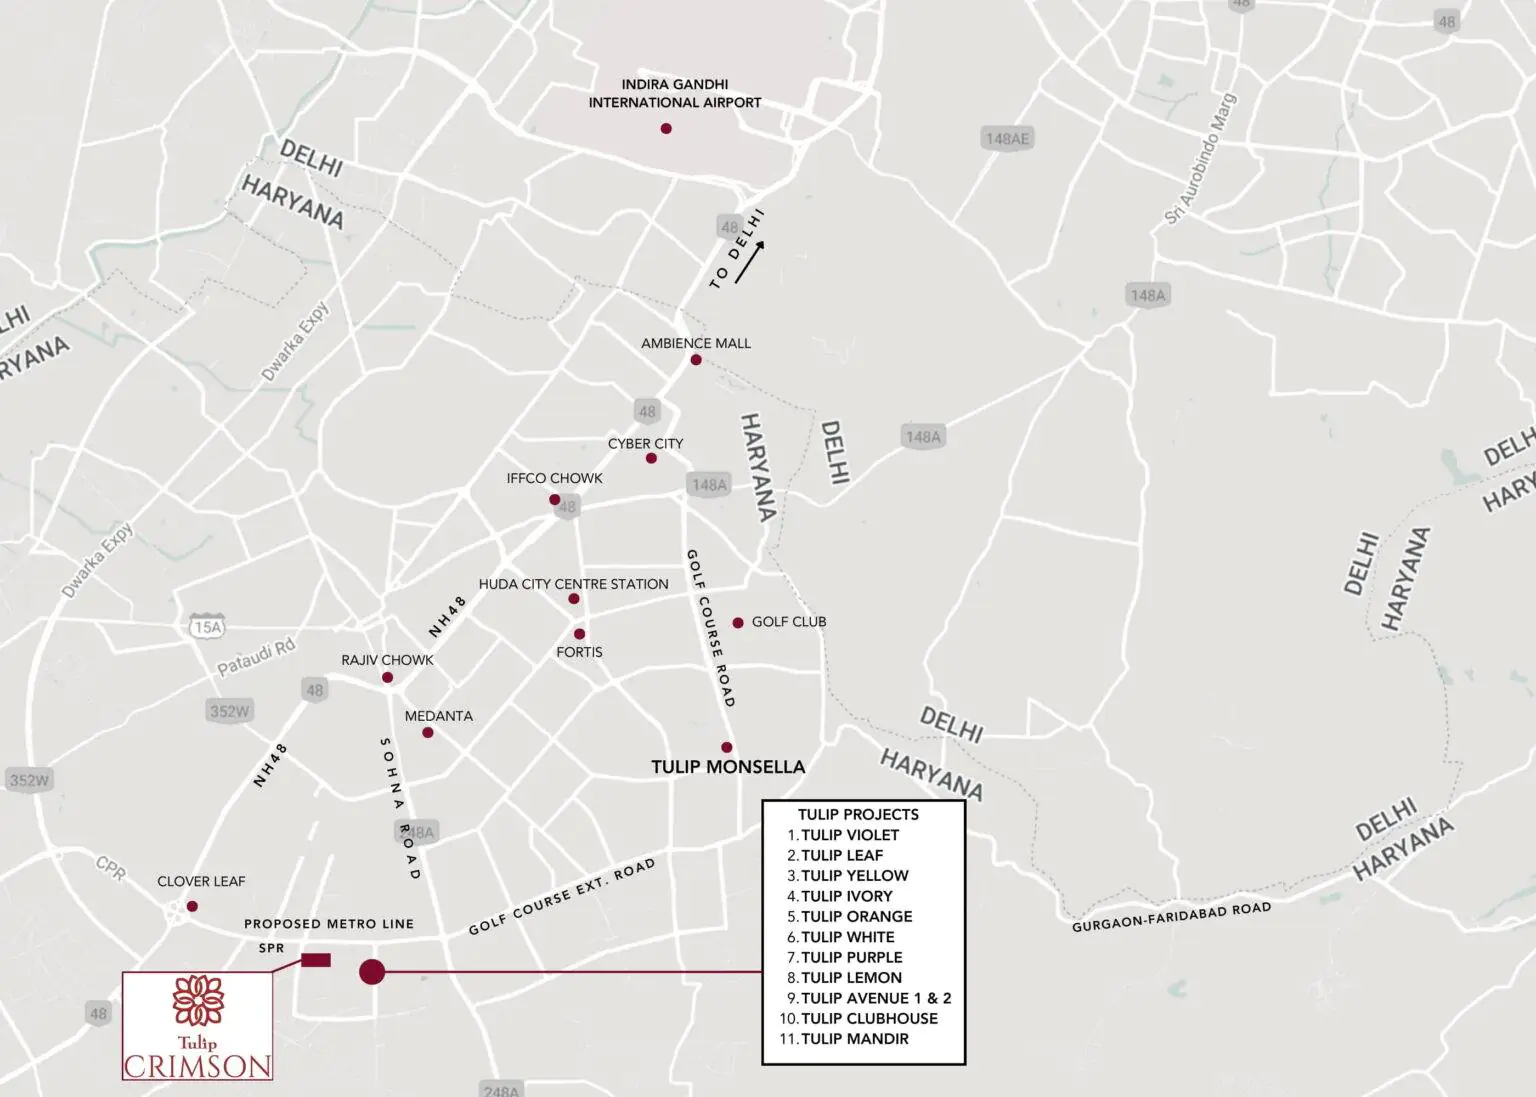 48
48
INDIRA GANDHI
INTERNATIONAL AIRPORT
148AE
Sri Aurobindo Marg
DELHI
HARYANA
48
TO DELHI
148A
LHI
RYANA
Dwarka Expy
AMBIENCE MALL
48
HARYANA
DELHI
148A
CYBER CITY
DELH
HARY
IFFCO CHOWK
48
148A
Dwarka Expy
DELHI
HARYANA
GOLF COURSE ROAD
HUDA CITY CENTRE STATION
NH48
GOLF CLUB
15A
FORTIS
Pataudi Rd
RAJIV CHOWK
48
352W
MEDANTA
DELHI
HARYANA
NH48
SOHNA ROAD
TULIP MONSELLA
352W
248A
DELHI
HARYANA
CPR
CLOVER LEAF
GOLF COURSE EXT. ROAD
GURGAON-FARIDABAD ROAD
PROPOSED METRO LINE
SPR
TULIP PROJECTS
1. TULIP VIOLET
2. TULIP LEAF
3. TULIP YELLOW
4. TULIP IVORY
5. TULIP ORANGE
6. TULIP WHITE
7. TULIP PURPLE
8. TULIP LEMON
9. TULIP AVENUE 1 & 2
10. TULIP CLUBHOUSE
11. TULIP MANDIR
48
Tulip
CRIMSON
248A